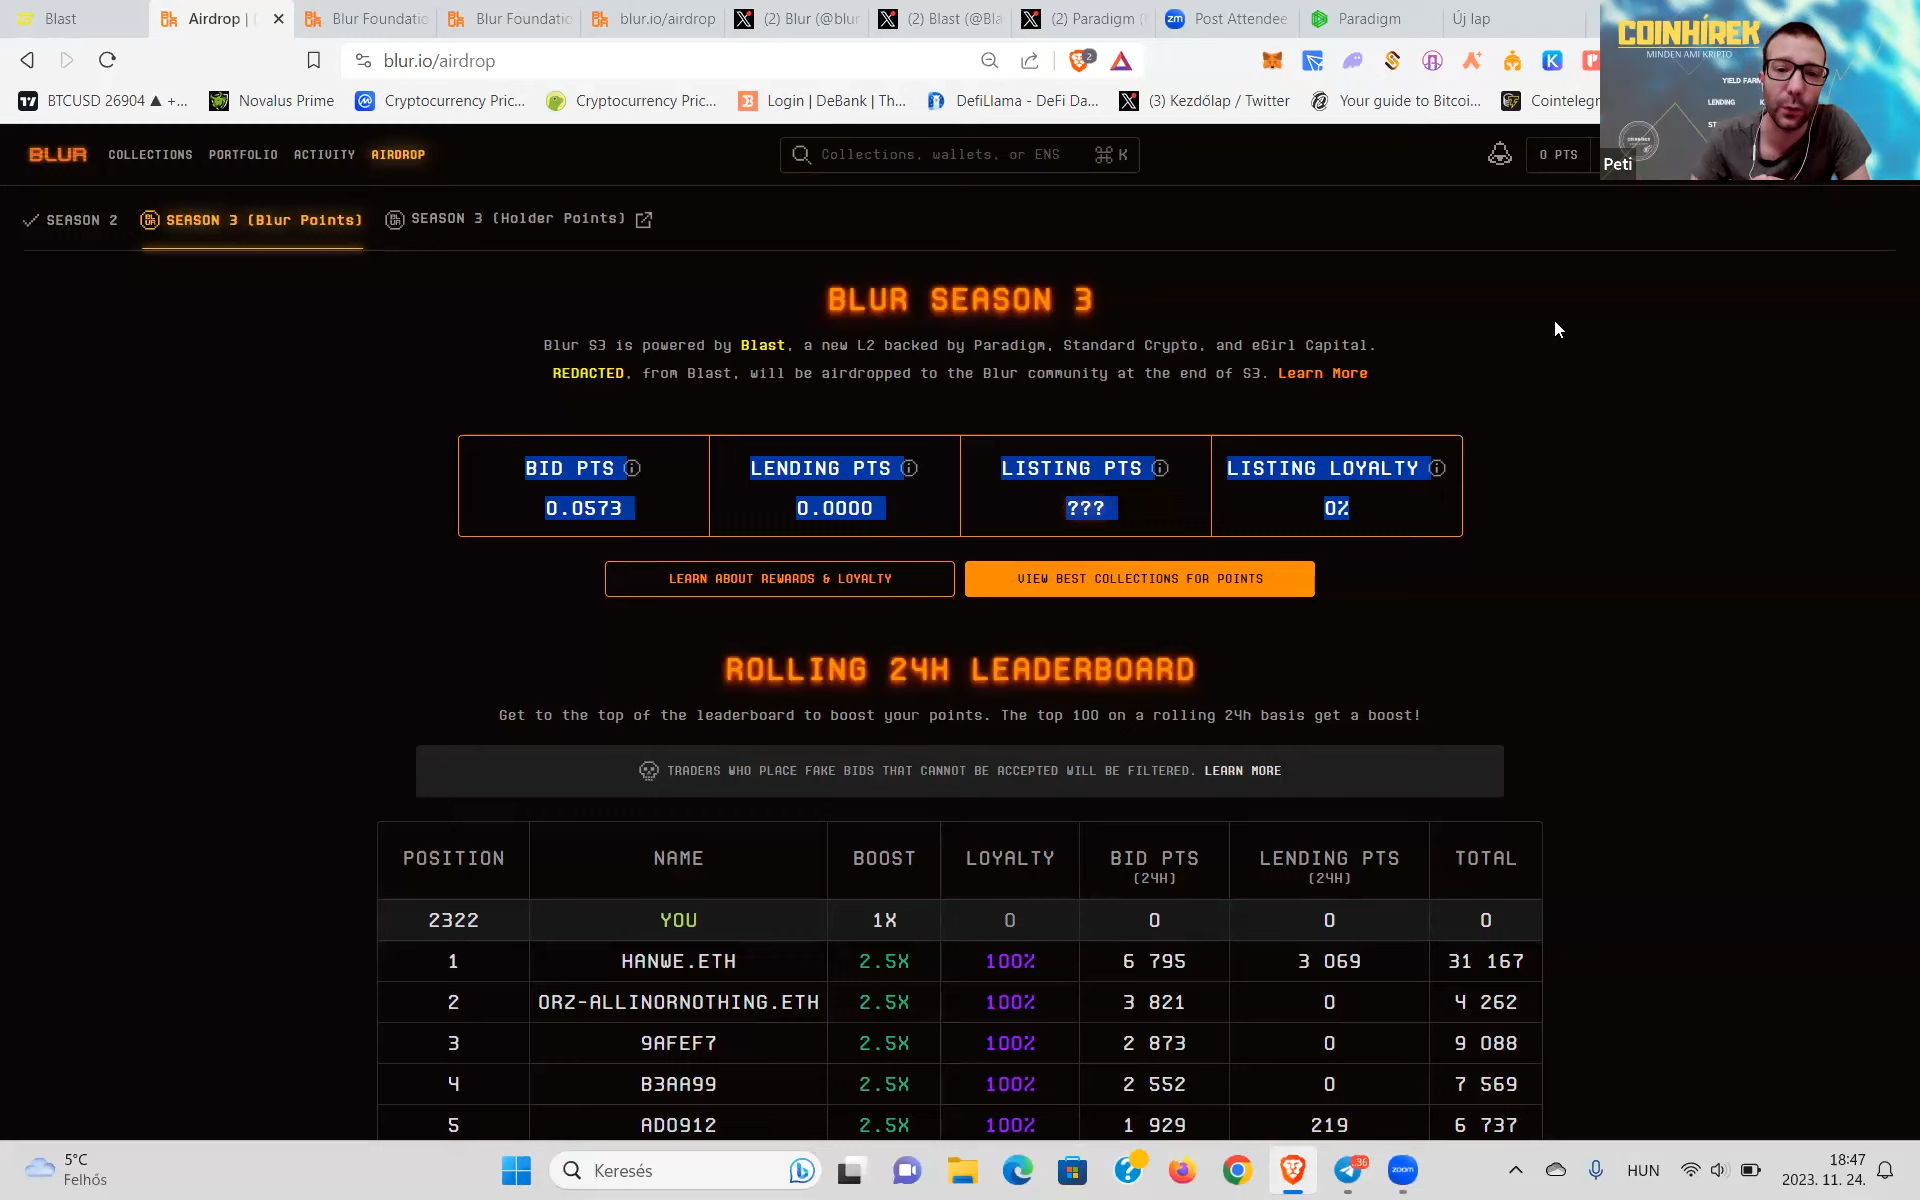 Blast
Airdrop |
Blur Foundatio
Blur Foundatio
blur.io/airdrop
(2) Blur (@blur
(2) Blast (@Bla
(2) Paradigm (
zm
Post Attendee
Paradigm
Új lap
blur.io/airdrop
2
BTCUSD 26904 ▲ +...
Novalus Prime
Cryptocurrency Pric...
Cryptocurrency Pric...
Login | DeBank | Th...
DefiLlama - DeFi Da...
(3) Kezdőlap / Twitter
Your guide to Bitcoi...
Cointelegr
COINHÍREK
MINDEN AMI KRIPTO
YIELD FARM
LENDING
Peti
BLUR
COLLECTIONS
PORTFOLIO
ACTIVITY
AIRDROP
Collections, wallets, or ENS
⌘ K
0 PTS
SEASON 2
SEASON 3 (Blur Points)
SEASON 3 (Holder Points)
BLUR SEASON 3
Blur S3 is powered by Blast, a new L2 backed by Paradigm, Standard Crypto, and eGirl Capital.
REDACTED, from Blast, will be airdropped to the Blur community at the end of S3. Learn More
BID PTS
LENDING PTS
LISTING PTS
LISTING LOYALTY
0.0573
0.0000
???
0%
LEARN ABOUT REWARDS & LOYALTY
VIEW BEST COLLECTIONS FOR POINTS
ROLLING 24H LEADERBOARD
Get to the top of the leaderboard to boost your points. The top 100 on a rolling 24h basis get a boost!
TRADERS WHO PLACE FAKE BIDS THAT CANNOT BE ACCEPTED WILL BE FILTERED. LEARN MORE
POSITION NAME BOOST LOYALTY BID PTS (24H) LENDING PTS (24H) TOTAL
2322 YOU 1X 0 0 0 0
1 HANWE.ETH 2.5X 100% 6 795 3 069 31 167
2 ORZ-ALLINORNOTHING.ETH 2.5X 100% 3 821 0 4 262
3 9AFEF7 2.5X 100% 2 873 0 9 088
4 B3AA99 2.5X 100% 2 552 0 7 569
5 AD0912 2.5X 100% 1 929 219 6 737
5°C
Felhős
Keresés
36
zoom
HUN
18:47
2023. 11. 24.